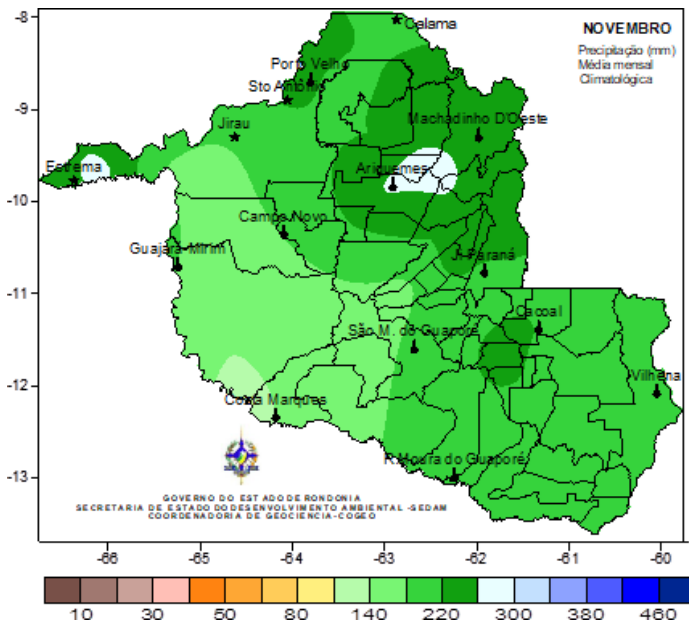 NOVEMBRO
Precipitação (mm)
Média mensal
Climatológica
-8
-9
-10
-11
-12
-13
Calama
Porto Velho
Sto Antônio
Jirau
Machadinho D'Oeste
Estrema
Ariquemes
Campo Novo
Guajará-Mirim
Ji Paraná
São M. do Guaporé
Cacoal
Vilhena
Costa Marques
R.Moura do Guaporé
GOVERNO DO ESTADO DE RONDONIA
SECRETARIA DE ESTADO DO DESENVOLVIMENTO AMBIENTAL -SEDAM
COORDENADORIA DE GEOCIENCIA-COGEO
-66 -65 -64 -63 -62 -61 -60
10 30 50 80 140 220 300 380 460